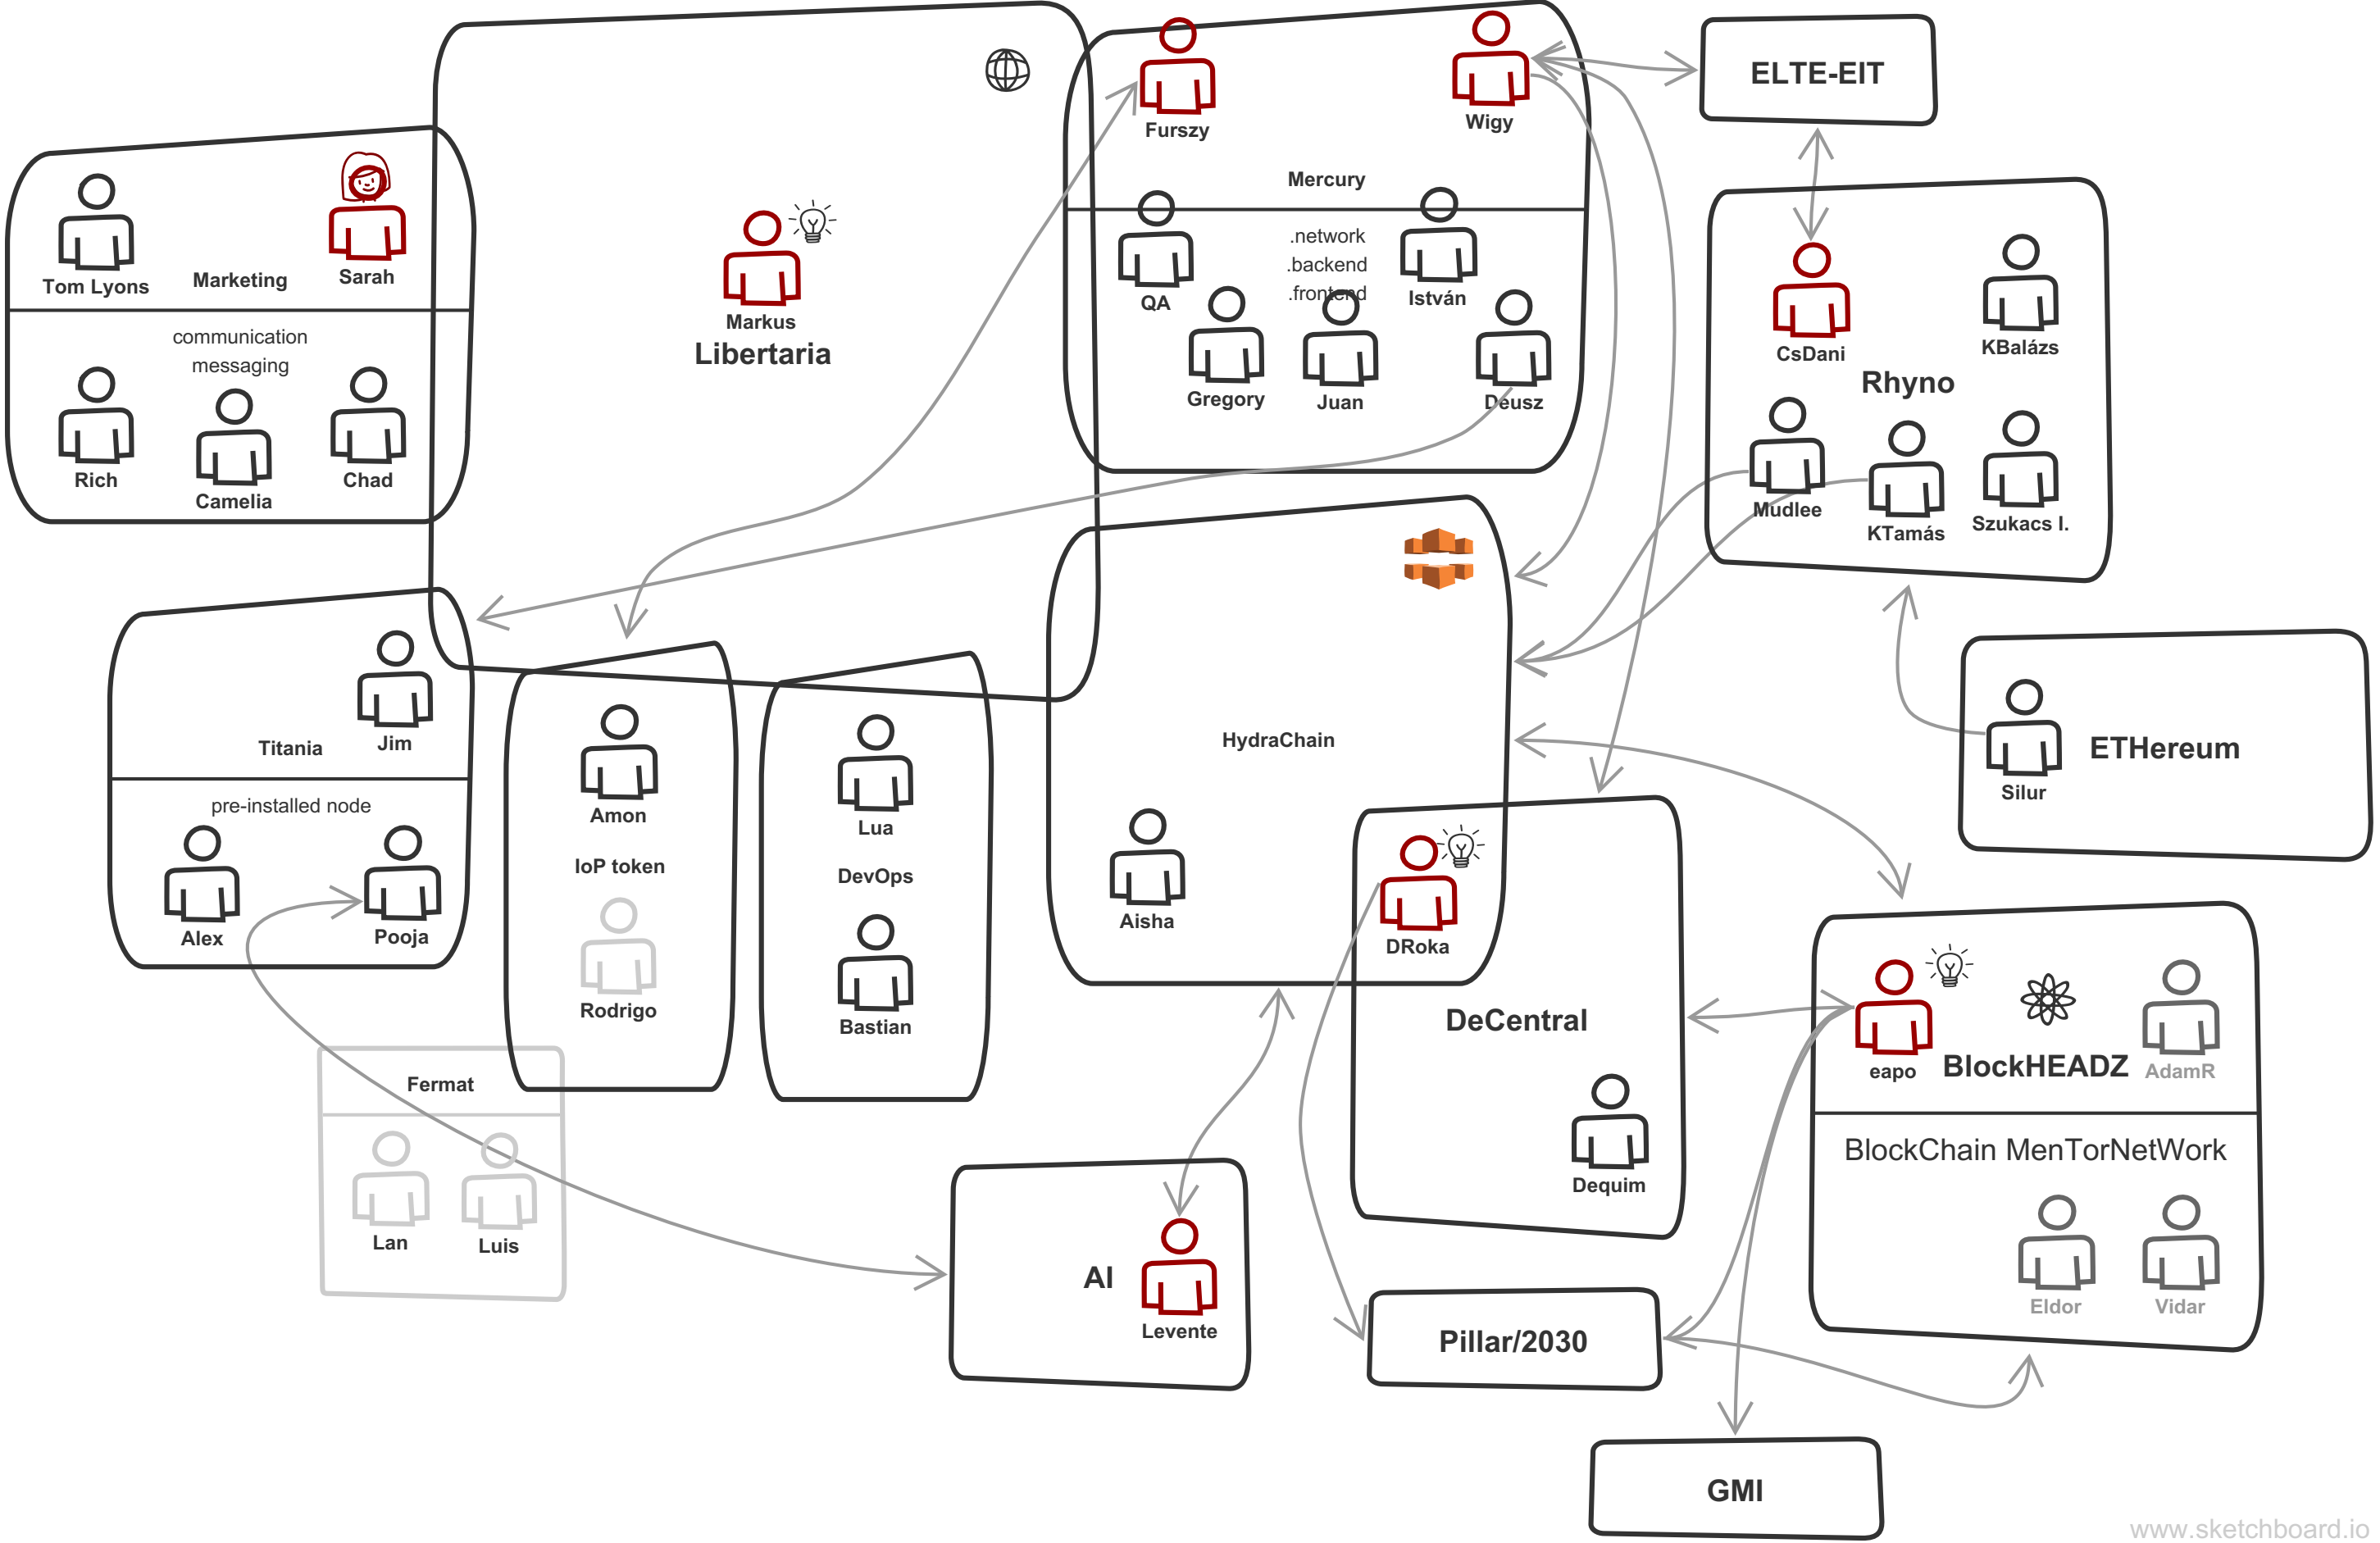 Furszy
Wigy
ELTE-EIT
Mercury
.network
.backend
.frontend
QA
István
Gregory
Juan
Deusz
Tom Lyons
Marketing
Sarah
communication
messaging
Rich
Camelia
Chad
Markus
Libertaria
CsDani
KBalázs
Rhyno
Mudlee
KTamás
Szukacs I.
Jim
Titania
pre-installed node
Alex
Pooja
Amon
IoP token
Rodrigo
Lua
DevOps
Bastian
HydraChain
Aisha
DRoka
ETHereum
Silur
DeCentral
Dequim
eapo
BlockHEADZ
AdamR
BlockChain MenTorNetWork
Eldor
Vidar
Fermat
Lan
Luis
AI
Levente
Pillar/2030
GMI
www.sketchboard.io